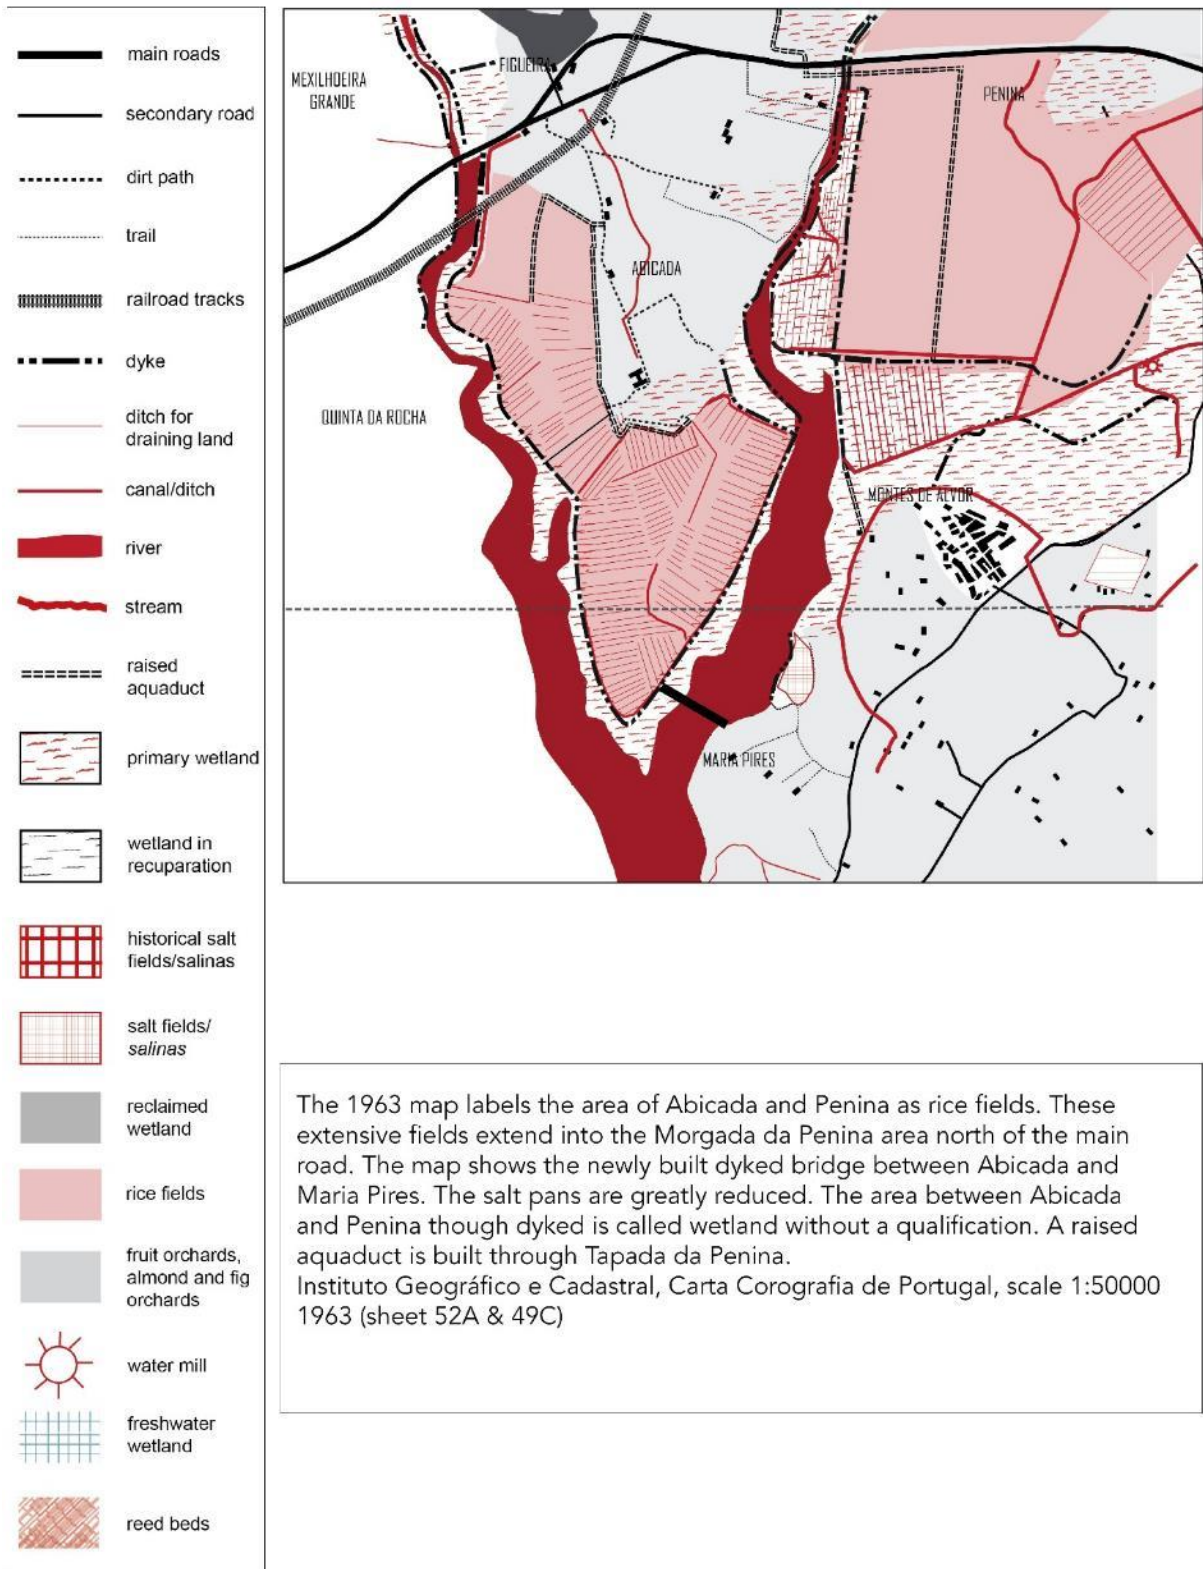 main roads
secondary road
dirt path
trail
railroad tracks
dyke
ditch for
draining land
canal/ditch
river
stream
raised
aquaduct
primary wetland
wetland in
recuparation
historical salt
fields/salinas
salt fields/
salinas
reclaimed
wetland
rice fields
fruit orchards,
almond and fig
orchards
water mill
freshwater
wetland
reed beds
FIGUEIRA
MEXILHOEIRA
GRANDE
PENINA
ABICADA
QUINTA DA ROCHA
MONTES DE ALVOR
MARIA PIRES
The 1963 map labels the area of Abicada and Penina as rice fields. These
extensive fields extend into the Morgada da Penina area north of the main
road. The map shows the newly built dyked bridge between Abicada and
Maria Pires. The salt pans are greatly reduced. The area between Abicada
and Penina though dyked is called wetland without a qualification. A raised
aquaduct is built through Tapada da Penina.
Instituto Geográfico e Cadastral, Carta Corografia de Portugal, scale 1:50000
1963 (sheet 52A & 49C)